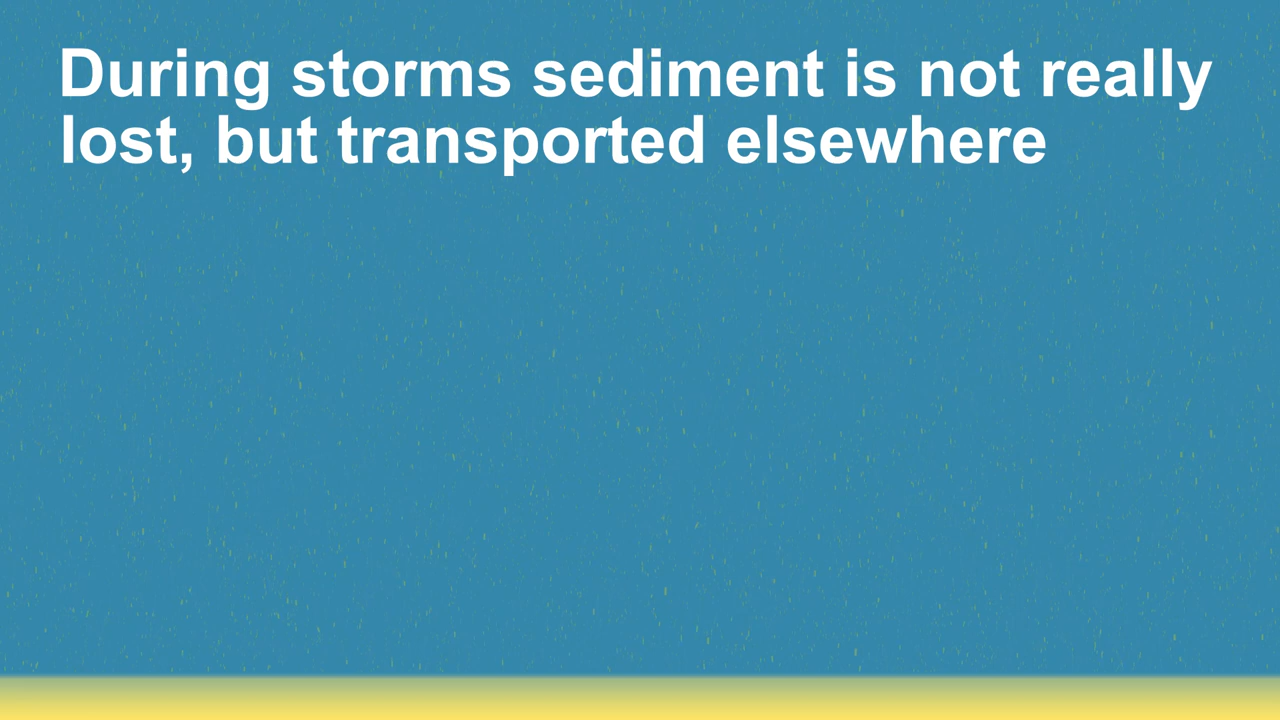 During storms sediment is not really
lost, but transported elsewhere